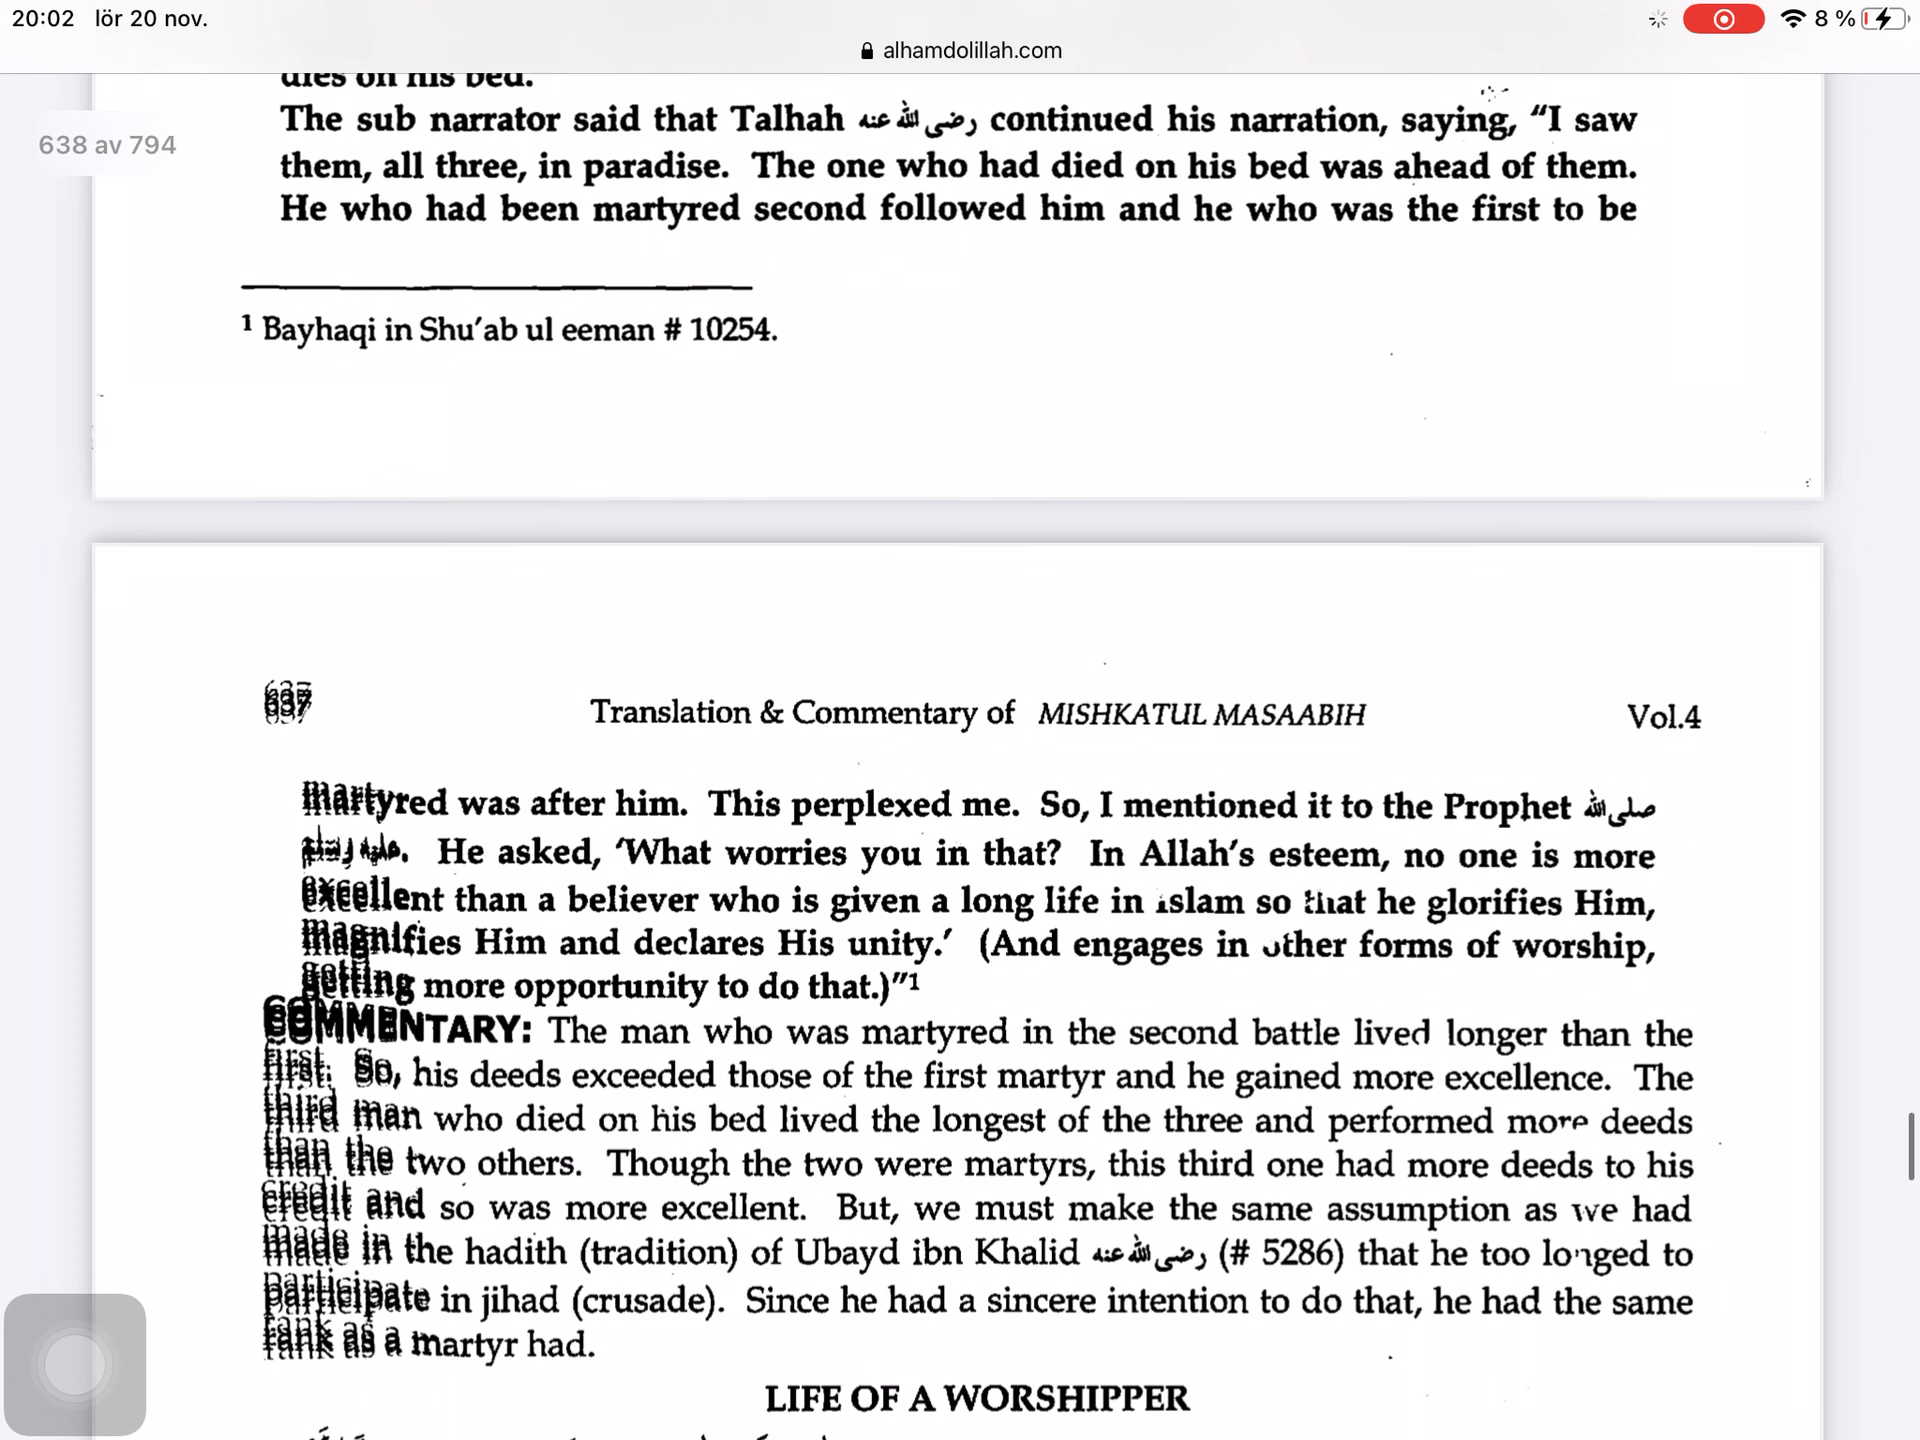 20:02 lör 20 nov.
8 %
alhamdolillah.com
638 av 794
dies on his bed.
The sub narrator said that Talhah رضی اللہ عنہ continued his narration, saying, “I saw
them, all three, in paradise. The one who had died on his bed was ahead of them.
He who had been martyred second followed him and he who was the first to be
¹ Bayhaqi in Shu’ab ul eeman # 10254.
637 Translation & Commentary of MISHKATUL MASAABIH Vol.4
martyred was after him. This perplexed me. So, I mentioned it to the Prophet صلی اللہ
علیہ وسلم. He asked, ‘What worries you in that? In Allah’s esteem, no one is more
excellent than a believer who is given a long life in islam so that he glorifies Him,
magnifies Him and declares His unity.’ (And engages in other forms of worship,
getting more opportunity to do that.)”¹
COMMENTARY: The man who was martyred in the second battle lived longer than the
first. So, his deeds exceeded those of the first martyr and he gained more excellence. The
third man who died on his bed lived the longest of the three and performed more deeds
than the two others. Though the two were martyrs, this third one had more deeds to his
credit and so was more excellent. But, we must make the same assumption as we had
made in the hadith (tradition) of Ubayd ibn Khalid رضی اللہ عنہ (# 5286) that he too longed to
participate in jihad (crusade). Since he had a sincere intention to do that, he had the same
rank as a martyr had.
LIFE OF A WORSHIPPER